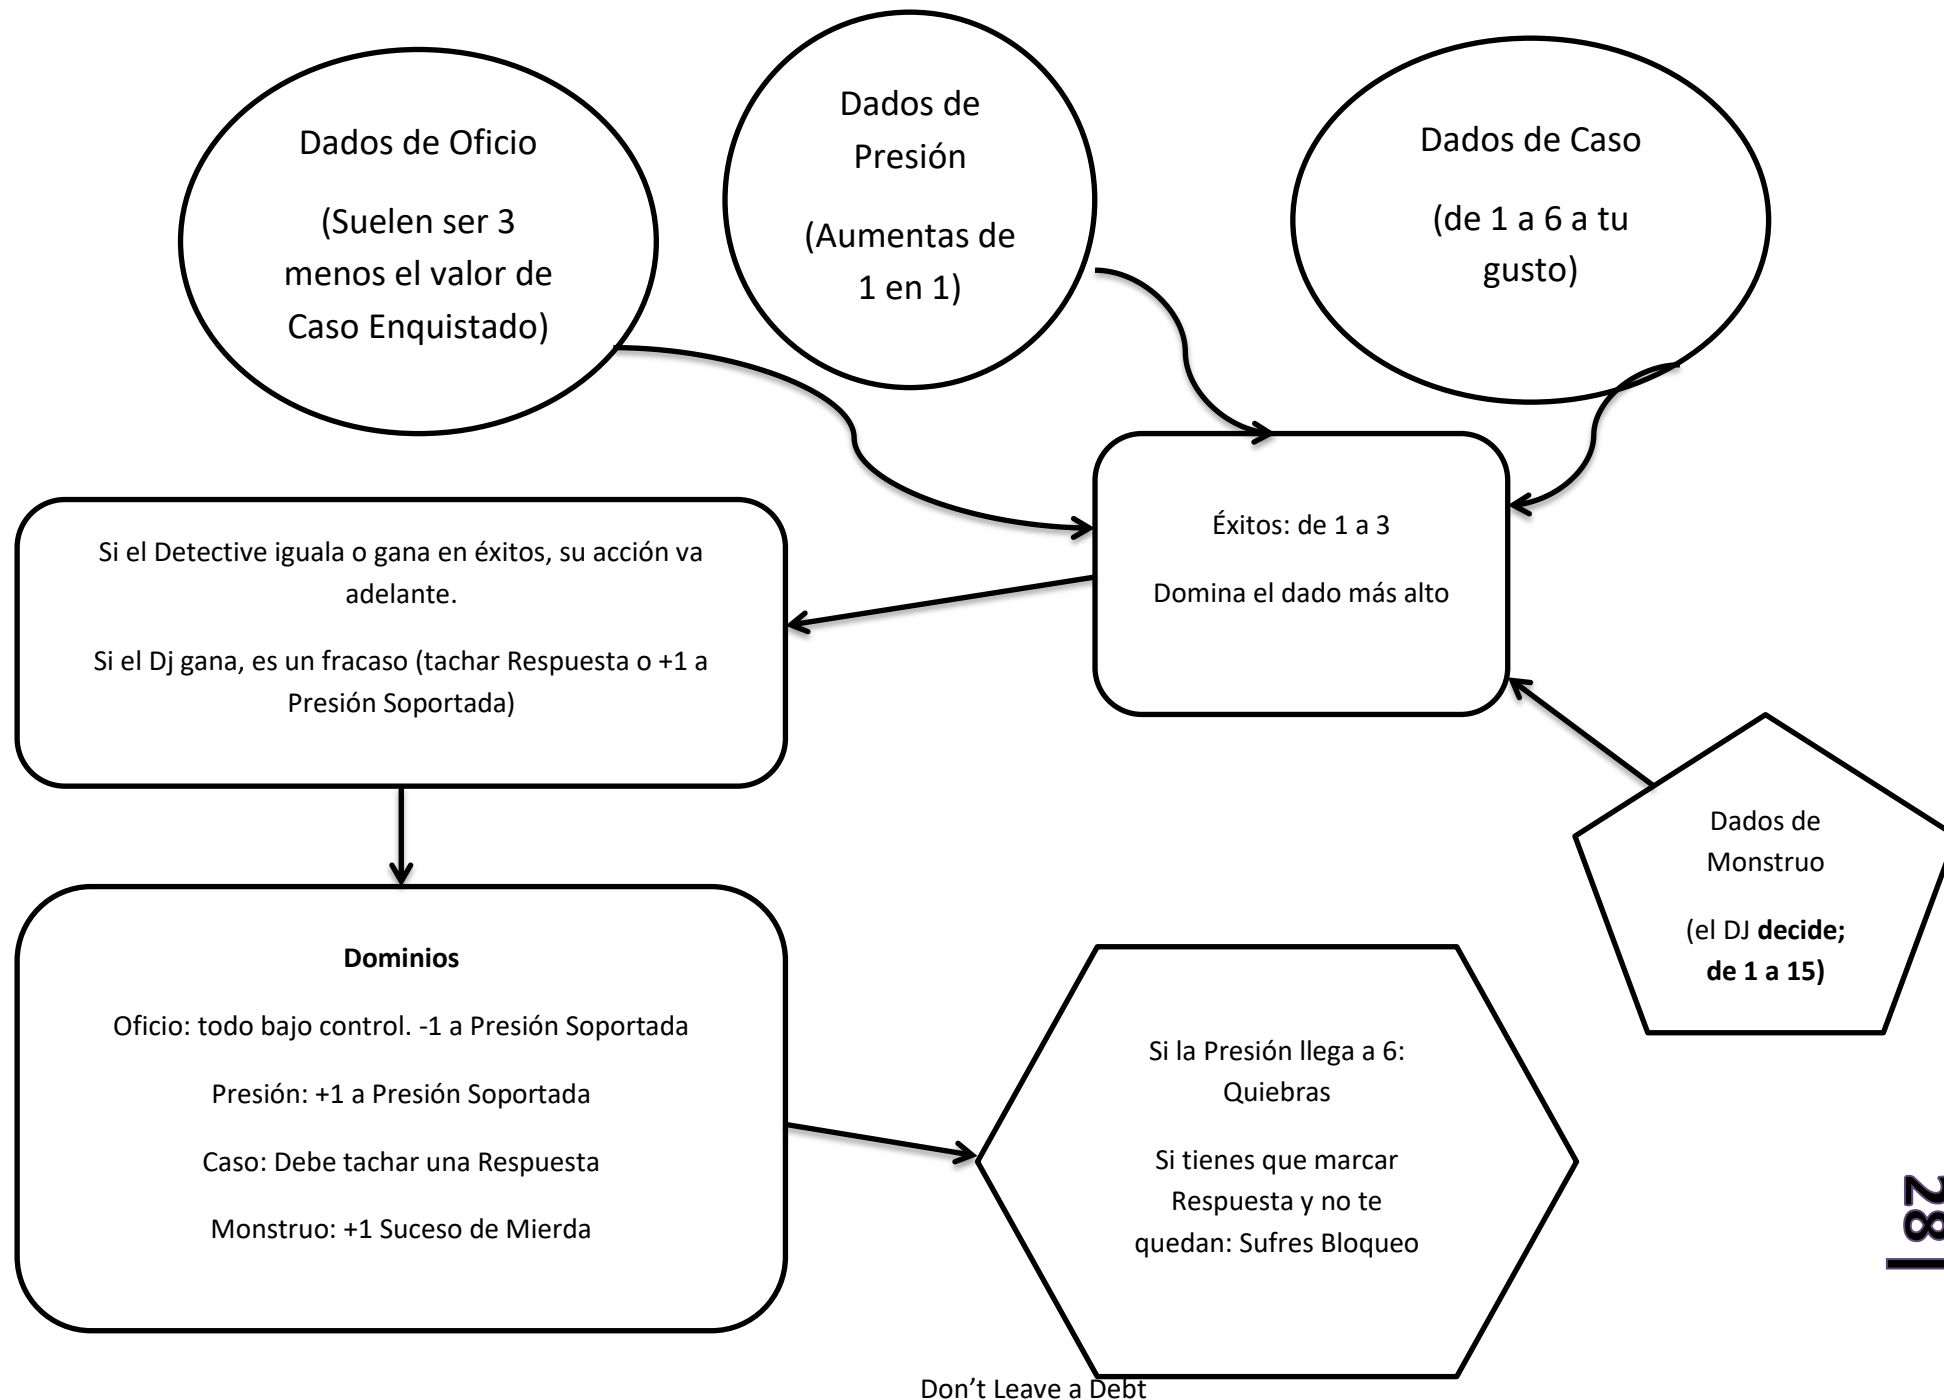 Dados de Oficio
(Suelen ser 3
menos el valor de
Caso Enquistado)
Dados de
Presión
(Aumentas de
1 en 1)
Dados de Caso
(de 1 a 6 a tu
gusto)
Éxitos: de 1 a 3
Domina el dado más alto
Si el Detective iguala o gana en éxitos, su acción va
adelante.
Si el Dj gana, es un fracaso (tachar Respuesta o +1 a
Presión Soportada)
Dados de
Monstruo
(el DJ decide;
de 1 a 15)
Dominios
Oficio: todo bajo control. -1 a Presión Soportada
Presión: +1 a Presión Soportada
Caso: Debe tachar una Respuesta
Monstruo: +1 Suceso de Mierda
Si la Presión llega a 6:
Quiebras
Si tienes que marcar
Respuesta y no te
quedan: Sufres Bloqueo
28|
Don’t Leave a Debt